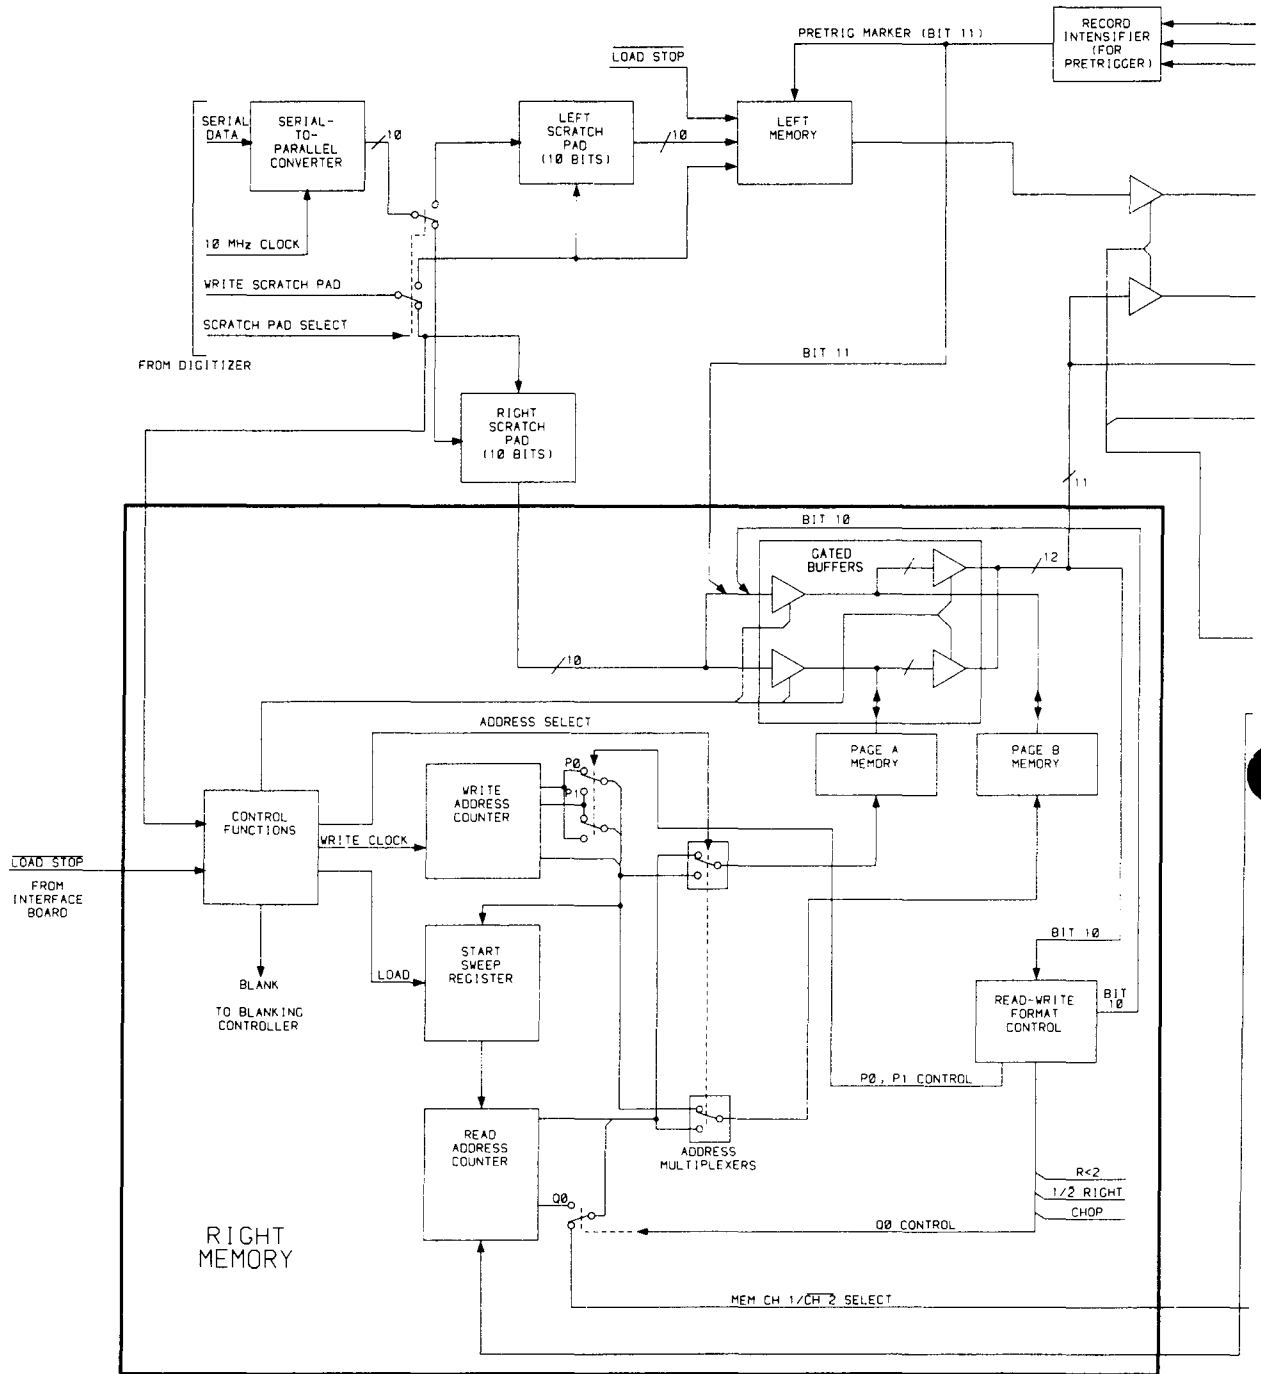 RECORD
INTENSIFIER
(FOR
PRETRIGGER)
PRETRIG MARKER (BIT 11)
LOAD STOP
SERIAL
DATA
SERIAL-
TO-
PARALLEL
CONVERTER
10
LEFT
SCRATCH
PAD
(10 BITS)
10
LEFT
MEMORY
10 MHz CLOCK
WRITE SCRATCH PAD
SCRATCH PAD SELECT
FROM DIGITIZER
BIT 11
RIGHT
SCRATCH
PAD
(10 BITS)
11
BIT 10
GATED
BUFFERS
12
10
ADDRESS SELECT
PAGE A
MEMORY
PAGE B
MEMORY
P0
P1
WRITE
ADDRESS
COUNTER
CONTROL
FUNCTIONS
WRITE CLOCK
LOAD STOP
FROM
INTERFACE
BOARD
START
SWEEP
REGISTER
LOAD
BIT 10
BLANK
TO BLANKING
CONTROLLER
READ-WRITE
FORMAT
CONTROL
BIT
10
P0, P1 CONTROL
READ
ADDRESS
COUNTER
ADDRESS
MULTIPLEXERS
R<2
1/2 RIGHT
CHOP
Q0
Q0 CONTROL
RIGHT
MEMORY
MEM CH 1/CH 2 SELECT